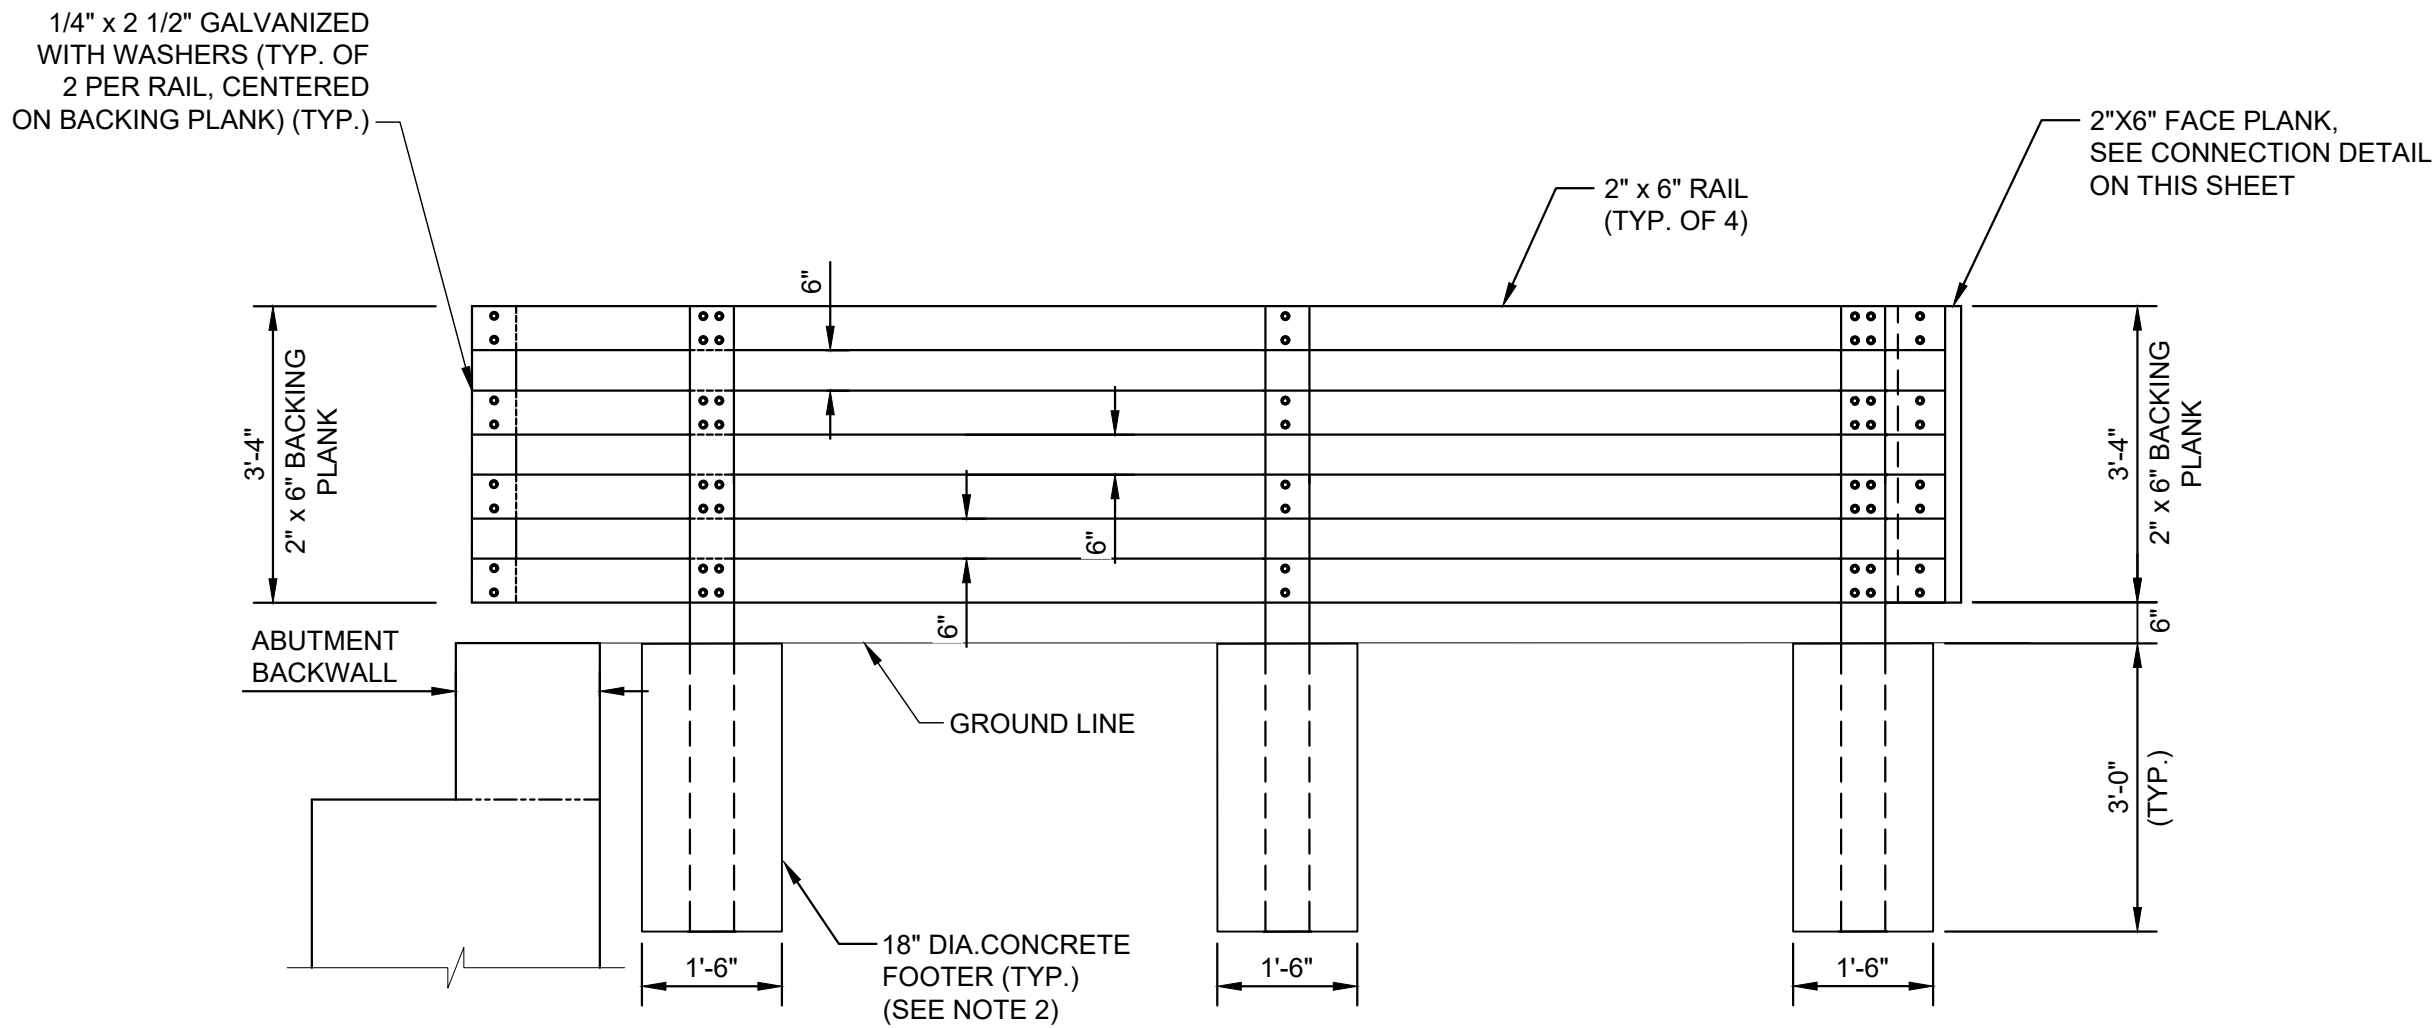 1/4" x 2 1/2" GALVANIZED
WITH WASHERS (TYP. OF
2 PER RAIL, CENTERED
ON BACKING PLANK) (TYP.)
2"X6" FACE PLANK,
SEE CONNECTION DETAIL
ON THIS SHEET
2" x 6" RAIL
(TYP. OF 4)
6"
3'-4"
2" x 6" BACKING
PLANK
6"
6"
3'-4"
2" x 6" BACKING
PLANK
6"
ABUTMENT
BACKWALL
GROUND LINE
3'-0"
(TYP.)
18" DIA.CONCRETE
FOOTER (TYP.)
(SEE NOTE 2)
1'-6"
1'-6"
1'-6"